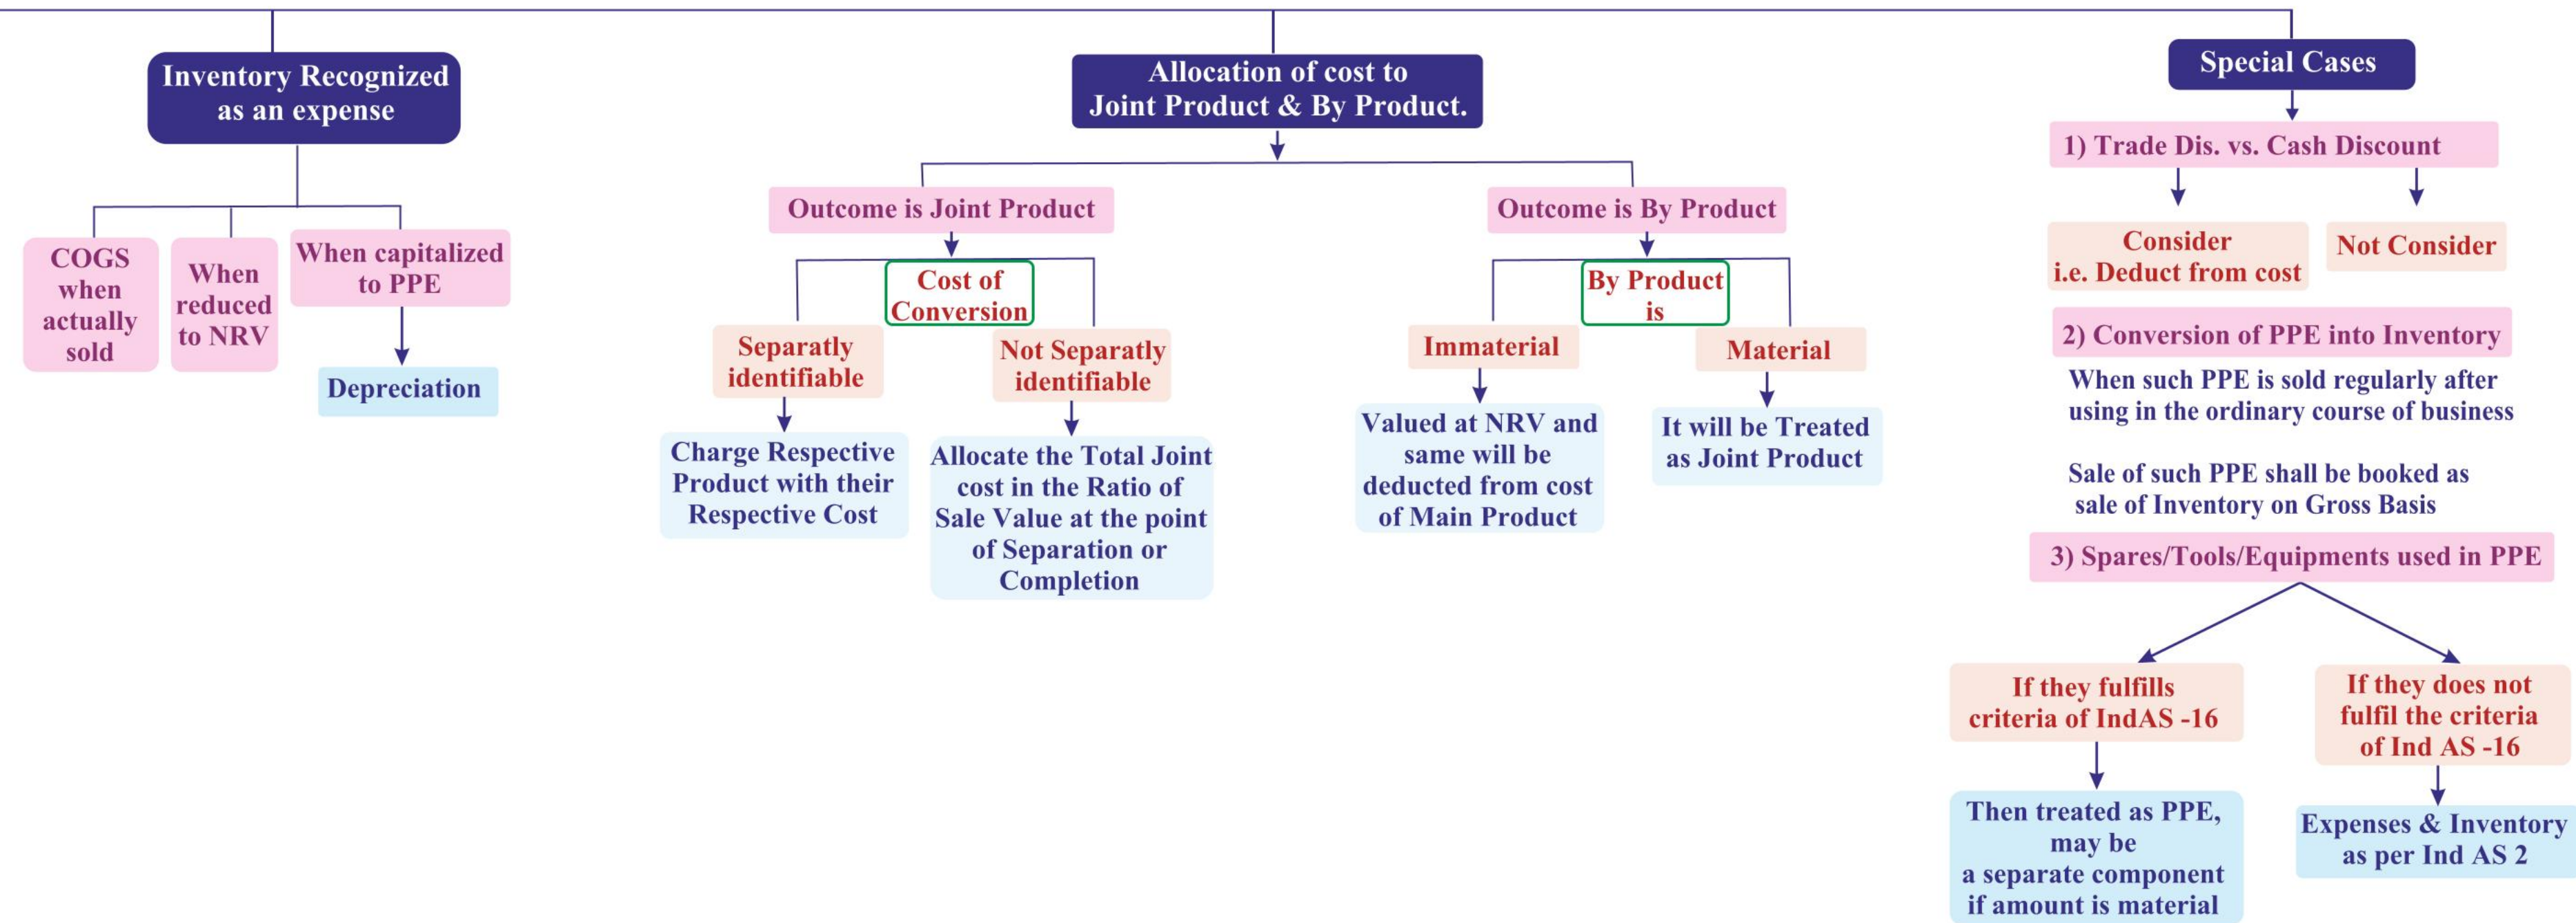 Inventory Recognized
as an expense
COGS
when
actually
sold
When
reduced
to NRV
When capitalized
to PPE
Depreciation
Allocation of cost to
Joint Product & By Product.
Outcome is Joint Product
Cost of
Conversion
Separatly
identifiable
Charge Respective
Product with their
Respective Cost
Not Separatly
identifiable
Allocate the Total Joint
cost in the Ratio of
Sale Value at the point
of Separation or
Completion
Outcome is By Product
By Product
is
Immaterial
Valued at NRV and
same will be
deducted from cost
of Main Product
Material
It will be Treated
as Joint Product
Special Cases
1) Trade Dis. vs. Cash Discount
Consider
i.e. Deduct from cost
Not Consider
2) Conversion of PPE into Inventory
When such PPE is sold regularly after
using in the ordinary course of business
Sale of such PPE shall be booked as
sale of Inventory on Gross Basis
3) Spares/Tools/Equipments used in PPE
If they fulfills
criteria of IndAS -16
Then treated as PPE,
may be
a separate component
if amount is material
If they does not
fulfil the criteria
of Ind AS -16
Expenses & Inventory
as per Ind AS 2